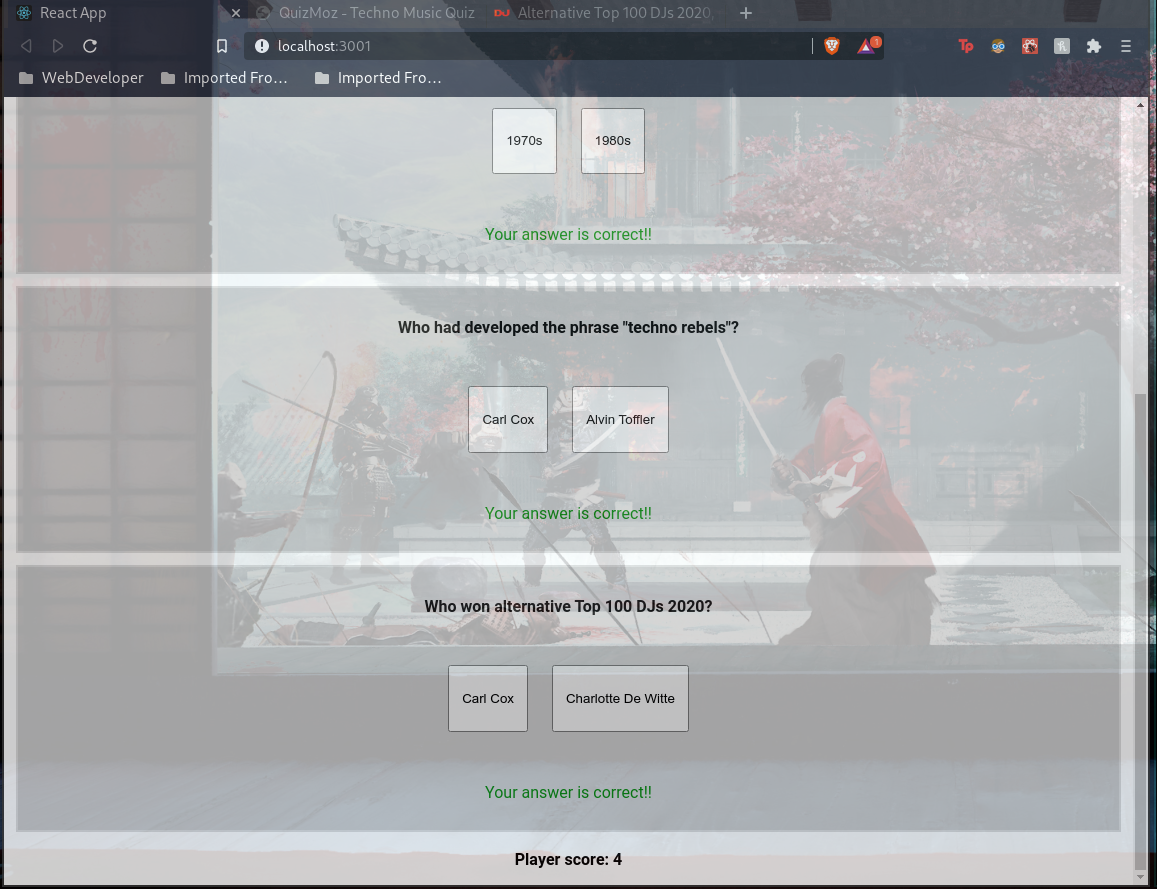 React App
QuizMoz - Techno Music Quiz
Alternative Top 100 DJs 2020,
localhost:3001
1
Tp
WebDeveloper
Imported Fro…
Imported Fro…
1970s
1980s
Your answer is correct!!
Who had developed the phrase "techno rebels"?
Carl Cox
Alvin Toffler
Your answer is correct!!
Who won alternative Top 100 DJs 2020?
Carl Cox
Charlotte De Witte
Your answer is correct!!
Player score: 4